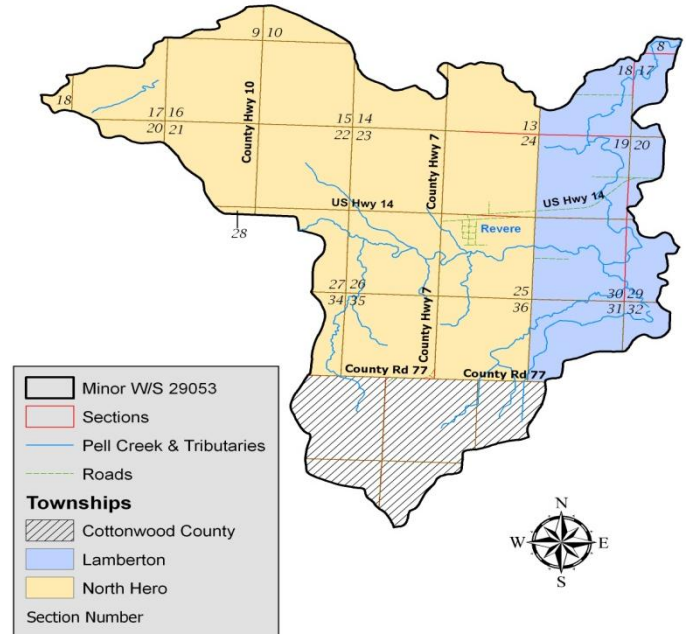 8
9 10
18 17
18
17 16
20 21
County Hwy 10
15 14
22 23
County Hwy 7
13
24
19 20
US Hwy 14
US Hwy 14
Revere
28
27 26
34 35
County Hwy 7
25
36
30 29
31 32
County Rd 77
County Rd 77
Minor W/S 29053
Sections
Pell Creek & Tributaries
Roads
Townships
Cottonwood County
Lamberton
North Hero
Section Number
N
W E
S